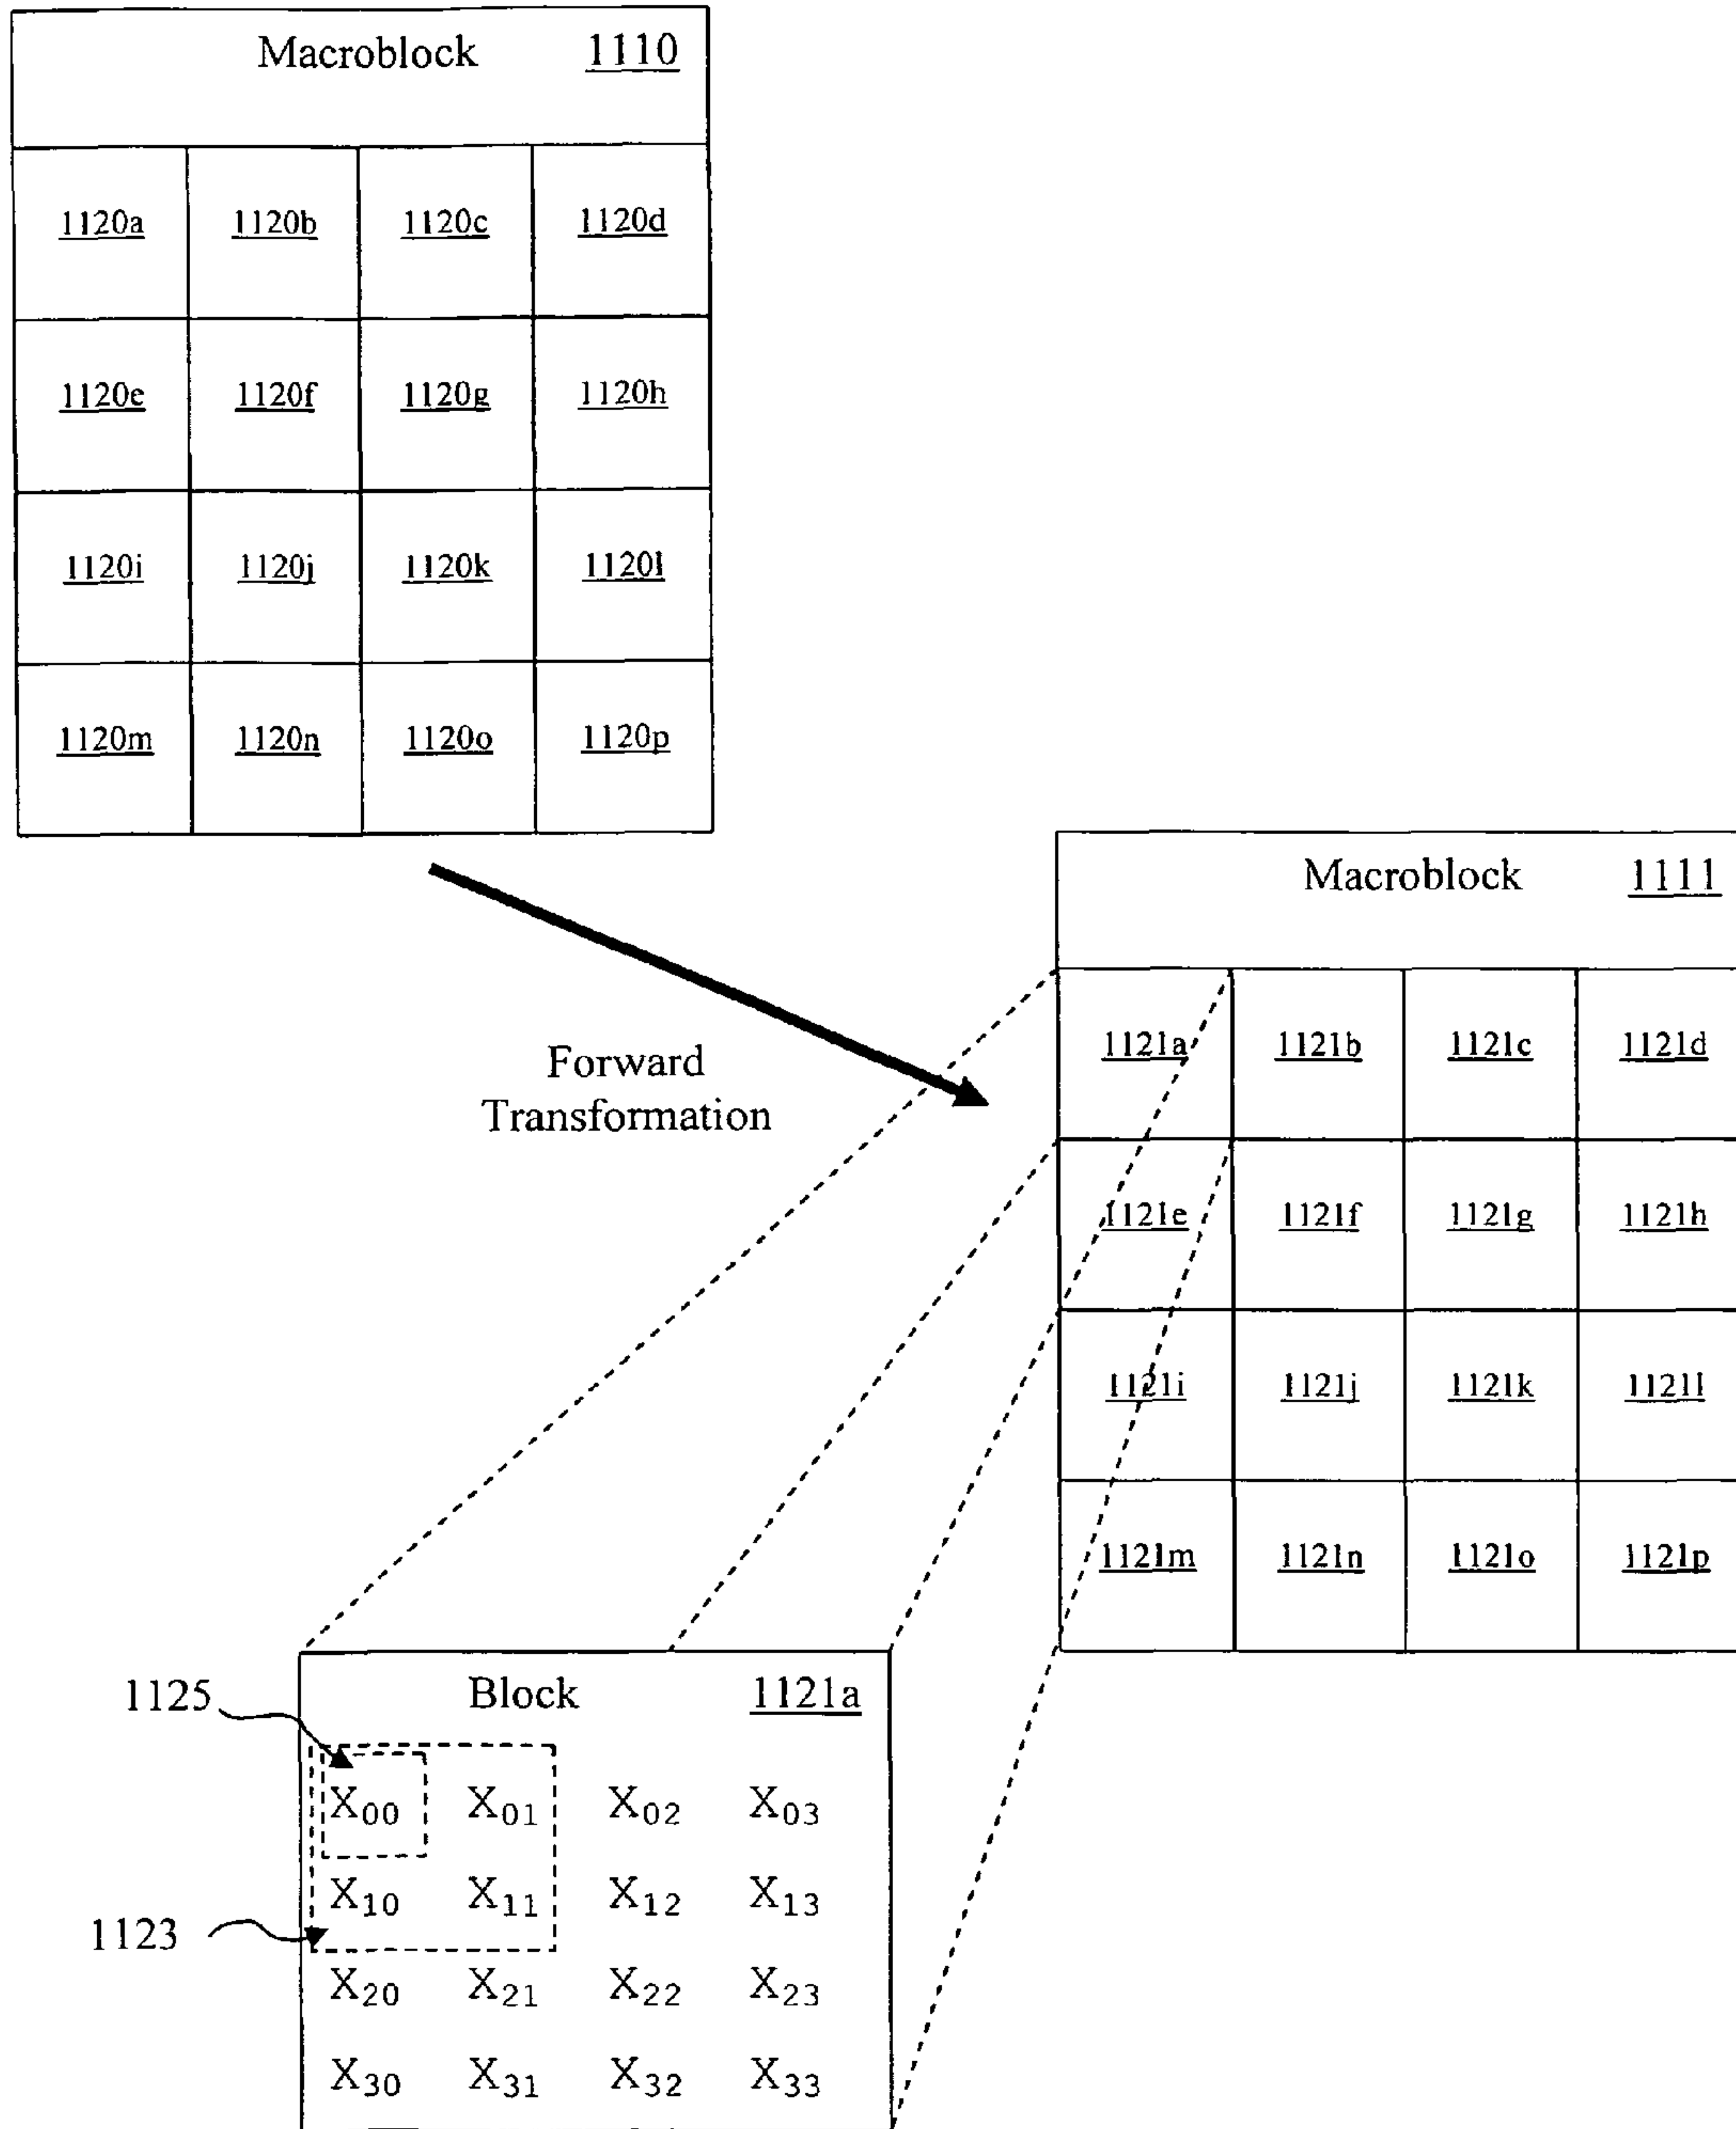 Macroblock 1110
1120a 1120b 1120c 1120d
1120e 1120f 1120g 1120h
1120i 1120j 1120k 1120l
1120m 1120n 1120o 1120p
Forward
Transformation
Macroblock 1111
1121a 1121b 1121c 1121d
1121e 1121f 1121g 1121h
1121i 1121j 1121k 1121l
1121m 1121n 1121o 1121p
1125
1123
Block 1121a
X00 X01 X02 X03
X10 X11 X12 X13
X20 X21 X22 X23
X30 X31 X32 X33